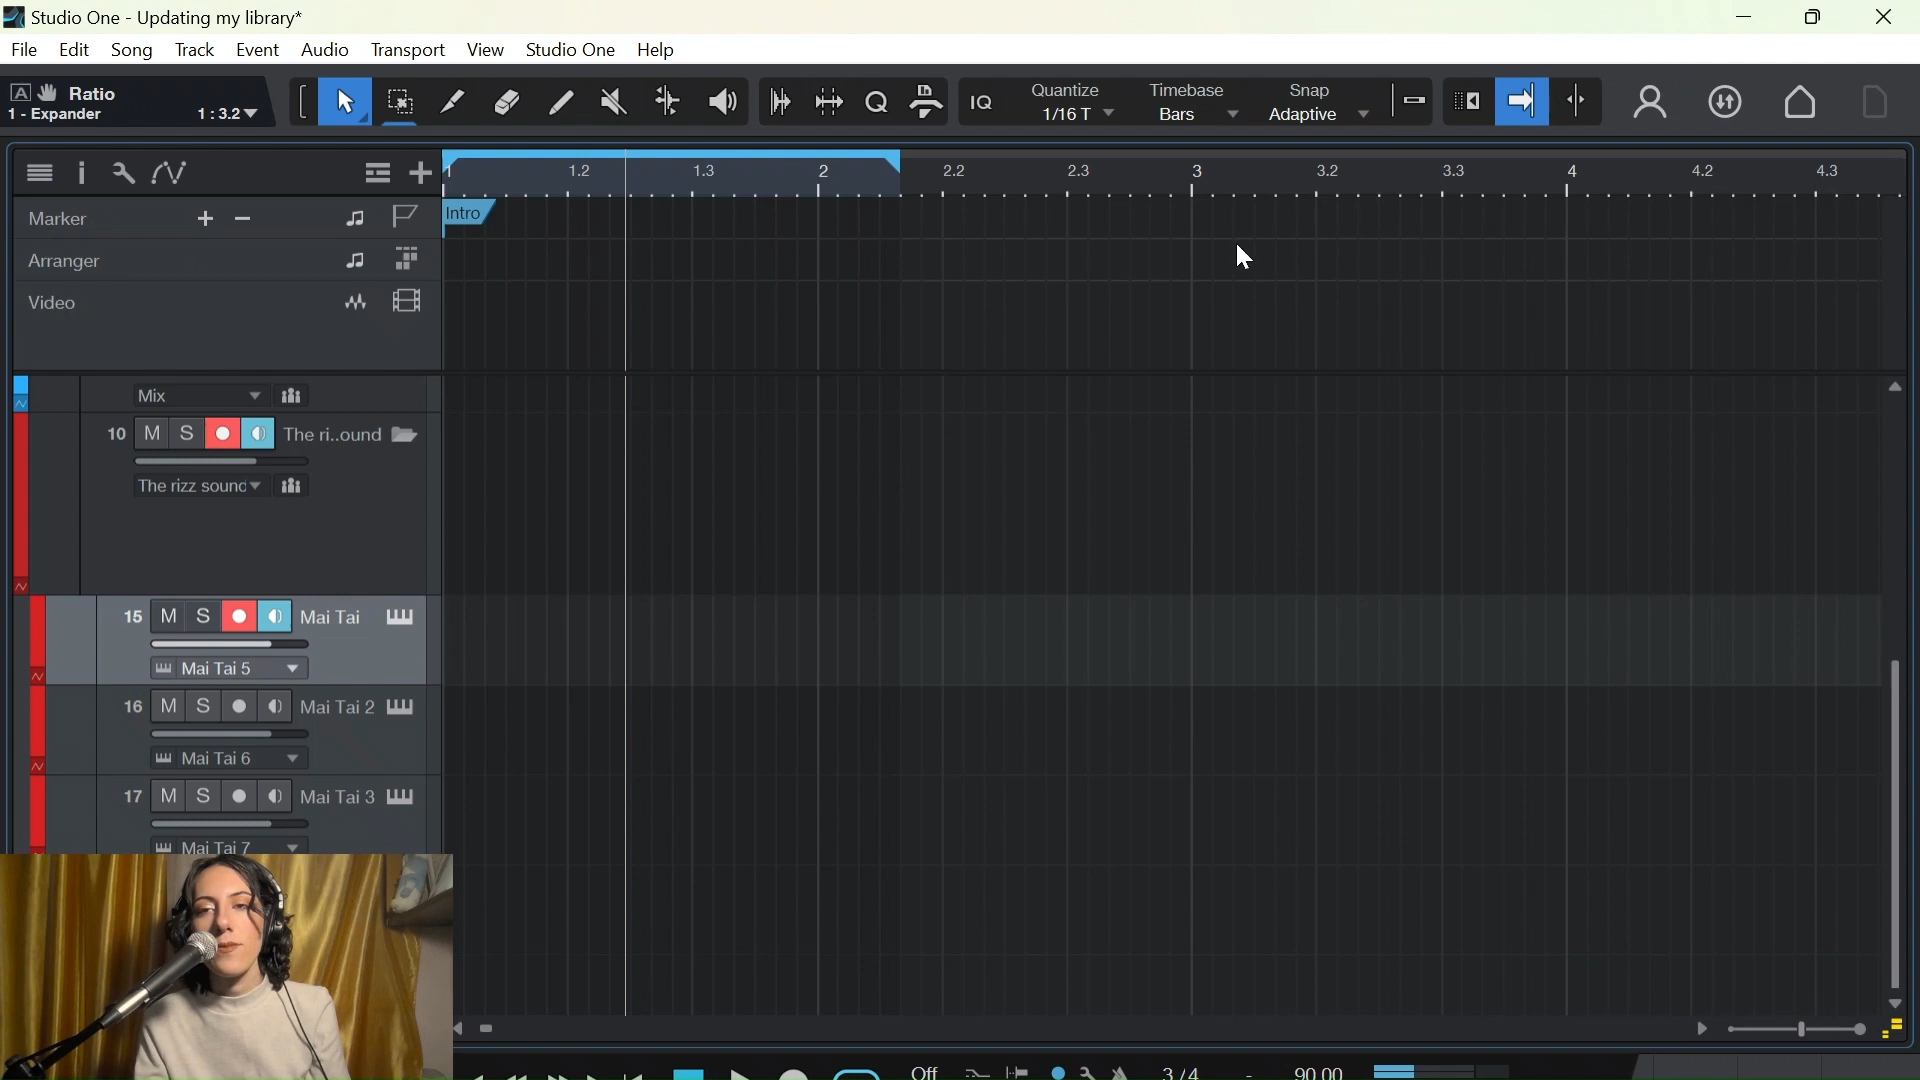 Studio One - Updating my library*
File Edit Song Track Event Audio Transport View Studio One Help
A Ratio
1 - Expander 1 : 3.2
IQ
Quantize
1/16 T
Timebase
Bars
Snap
Adaptive
1 1.2 1.3 2 2.2 2.3 3 3.2 3.3 4 4.2 4.3
Marker
Intro
Arranger
Video
Mix
10 M S The ri..ound
The rizz sound
15 M S Mai Tai
Mai Tai 5
16 M S Mai Tai 2
Mai Tai 6
17 M S Mai Tai 3
Mai Tai 7
Off 3 / 4 - 90.00